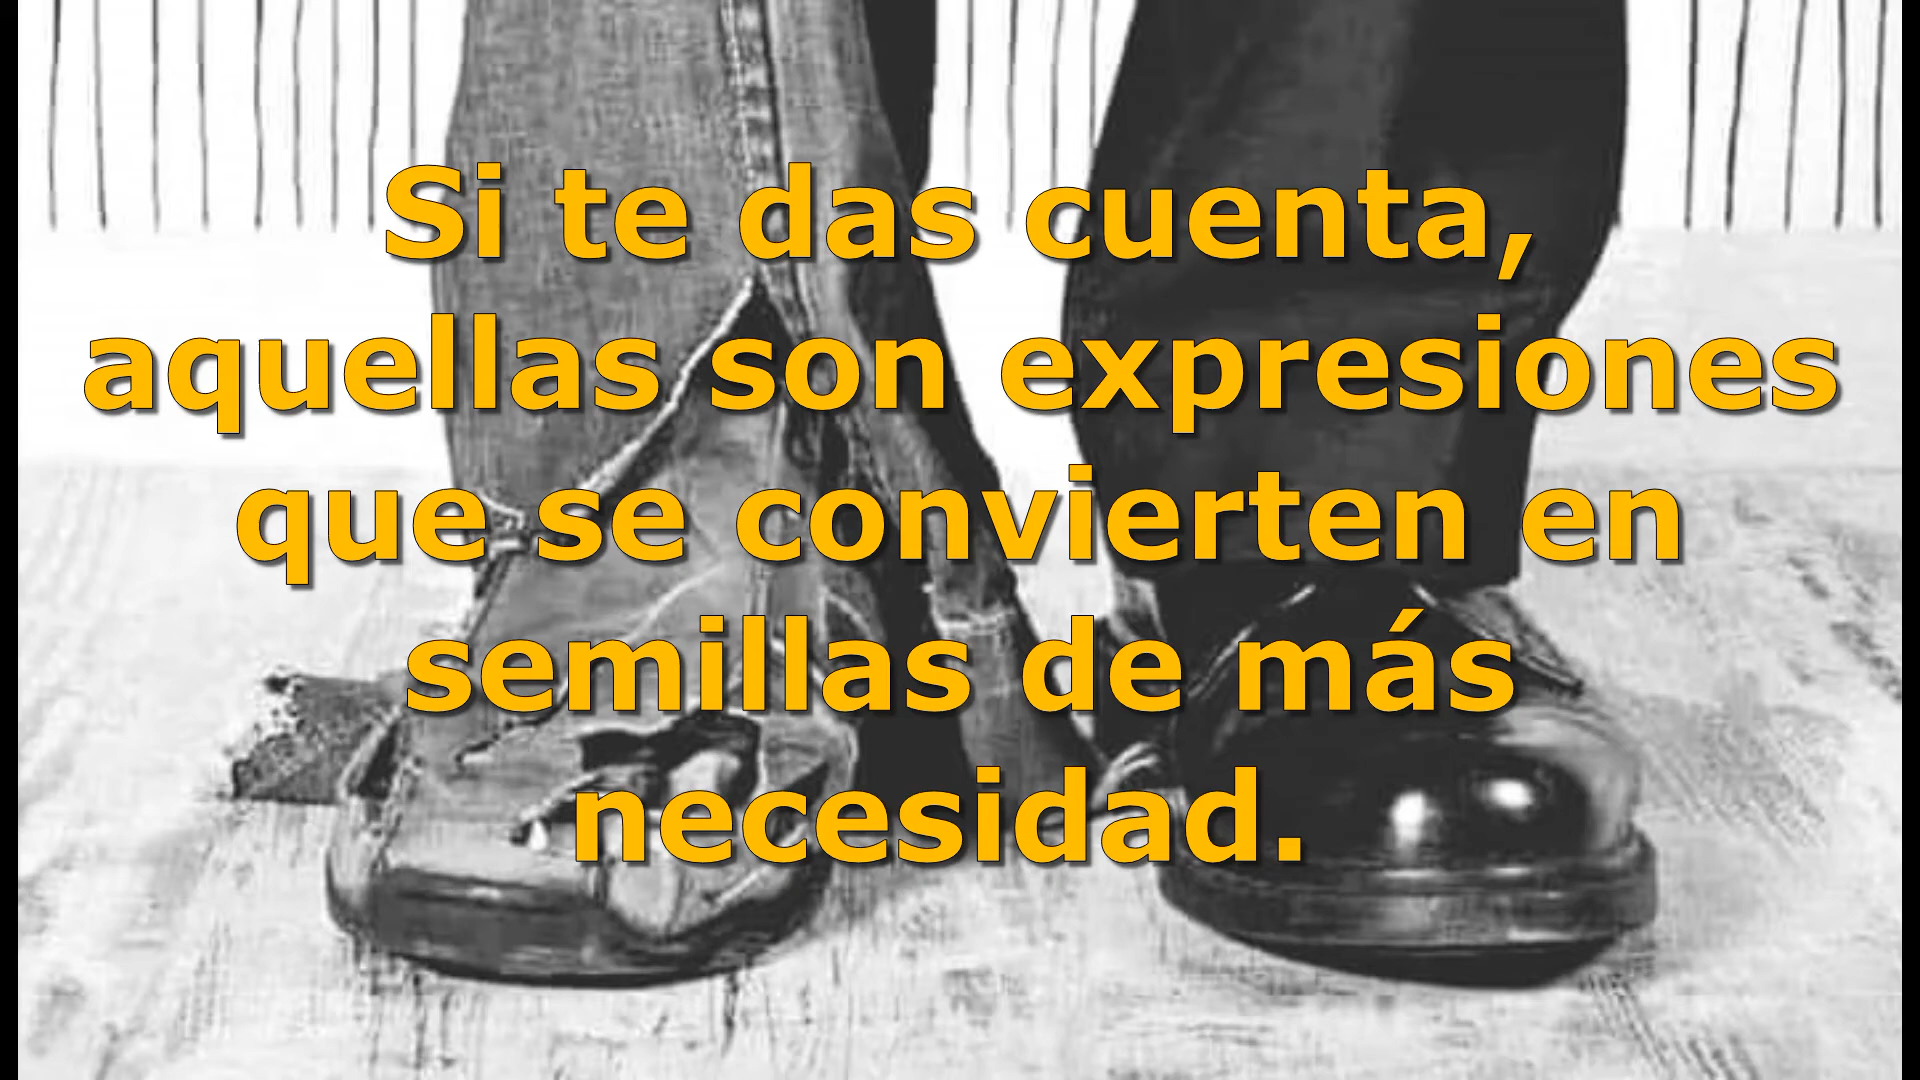 Si te das cuenta,
aquellas son expresiones
que se convierten en
semillas de más
necesidad.